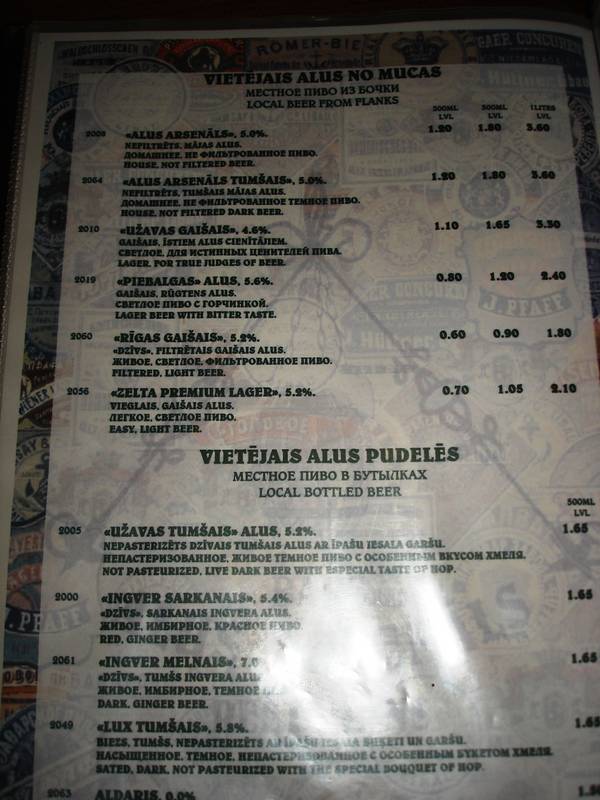 VIETĒJAIS ALUS NO MUCAS
МЕСТНОЕ ПИВО ИЗ БОЧКИ
LOCAL BEER FROM FLANKS
300ML 500ML 1LITRS
LVL LVL LVL
2008 «ALUS ARSENĀLS», 5.0%. 1.20 1.80 3.60
NEFILTRĒTS, MĀJAS ALUS.
ДОМАШНЕЕ, НЕ ФИЛЬТРОВАННОЕ ПИВО.
HOUSE, NOT FILTERED BEER.
2064 «ALUS ARSENĀLS TUMŠAIS», 5.0%. 1.20 1.80 3.60
NEFILTRĒTS, TUMŠAIS MĀJAS ALUS.
ДОМАШНЕЕ, НЕ ФИЛЬТРОВАННОЕ ТЕМНОЕ ПИВО.
HOUSE, NOT FILTERED DARK BEER.
2010 «UŽAVAS GAIŠAIS», 4.6%. 1.10 1.65 3.30
GAIŠAIS, ĪSTIEM ALUS CIENĪTĀJIEM.
СВЕТЛОЕ, ДЛЯ ИСТИННЫХ ЦЕНИТЕЛЕЙ ПИВА.
LAGER, FOR TRUE JUDGES OF BEER.
2019 «PIEBALGAS» ALUS, 5.6%. 0.80 1.20 2.40
GAIŠAIS, RŪGTENS ALUS.
СВЕТЛОЕ ПИВО С ГОРЧИНКОЙ.
LAGER BEER WITH BITTER TASTE.
2060 «RĪGAS GAIŠAIS», 5.2%. 0.60 0.90 1.80
«DZĪVS», FILTRĒTAIS GAIŠAIS ALUS.
ЖИВОЕ, СВЕТЛОЕ, ФИЛЬТРОВАННОЕ ПИВО.
FILTERED, LIGHT BEER.
2056 «ZELTA PREMIUM LAGER», 5.2%. 0.70 1.05 2.10
VIEGLAIS, GAIŠAIS ALUS.
ЛЕГКОЕ, СВЕТЛОЕ ПИВО.
EASY, LIGHT BEER.
VIETĒJAIS ALUS PUDELĒS
МЕСТНОЕ ПИВО В БУТЫЛКАХ
LOCAL BOTTLED BEER
500ML
LVL
2005 «UŽAVAS TUMŠAIS» ALUS, 5.2%. 1.65
NEPASTERIZĒTS DZĪVAIS TUMŠAIS ALUS AR ĪPAŠU IESALA GARŠU.
НЕПАСТЕРИЗОВАННОЕ, ЖИВОЕ ТЕМНОЕ ПИВО С ОСОБЕННЫМ ВКУСОМ ХМЕЛЯ.
NOT PASTEURIZED, LIVE DARK BEER WITH ESPECIAL TASTE OF HOP.
2000 «INGVER SARKANAIS», 5.4%. 1.65
«DZĪVS», SARKANAIS INGVERA ALUS.
ЖИВОЕ, ИМБИРНОЕ, КРАСНОЕ ПИВО.
RED, GINGER BEER.
2061 «INGVER MELNAIS», 7.0 1.65
«DZĪVS», TUMŠS INGVERA ALUS
ЖИВОЕ, ИМБИРНОЕ, ТЕМНОЕ
DARK, GINGER BEER.
2049 «LUX TUMŠAIS», 5.8%. 1.65
BIEZS, TUMŠS, NEPASTERIZĒTS AR ĪPAŠU IESALA BUĶETI UN GARŠU.
НАСЫЩЕННОЕ, ТЕМНОЕ, НЕПАСТЕРИЗОВАННОЕ С ОСОБЕННЫМ БУКЕТОМ ХМЕЛЯ.
SATED, DARK, NOT PASTEURIZED WITH THE SPECIAL BOUQUET OF HOP.
2063 ALDARIS, 0.0%